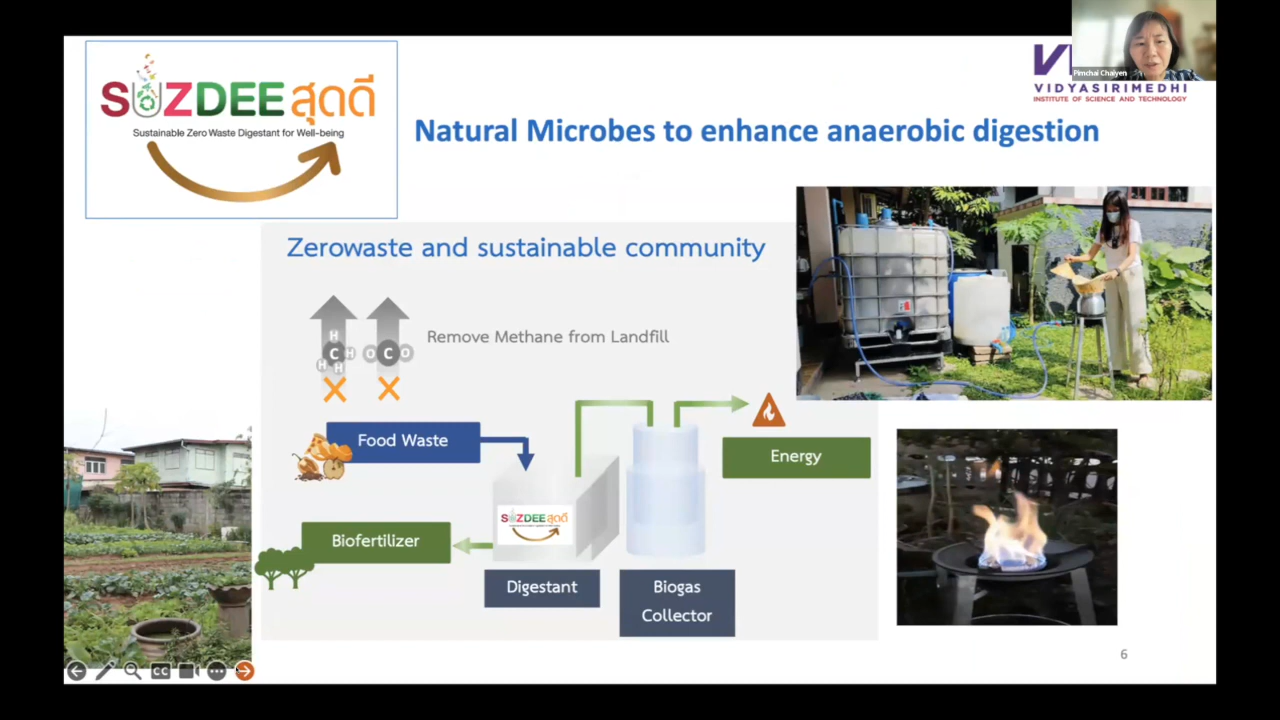 SUZDEE สุดดี
Sustainable Zero Waste Digestant for Well-being
Pimchai Chaiyen
VIDYASIRIMEDHI
INSTITUTE OF SCIENCE AND TECHNOLOGY
Natural Microbes to enhance anaerobic digestion
Zerowaste and sustainable community
H
C
H
H
H
O C O
Remove Methane from Landfill
Food Waste
Energy
SUZDEE สุดดี
Biofertilizer
Digestant
Biogas
Collector
6
CC